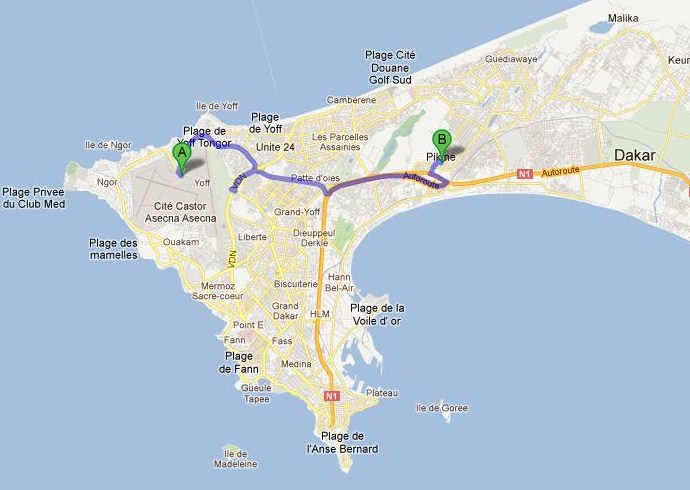 Malika
Plage Cité
Douane
Golf Sud
Guediawaye
Keur
Camberene
Ile de Yoff
Plage
de Yoff
Plage de
Yoff Tongor
Les Parcelles
Assainies
Ile de Ngor
Unite 24
A
B
Pikine
Dakar
Ngor
Yoff
VDN
Patte d'oies
Autoroute
N1
Autoroute
Plage Privee
du Club Med
Cité Castor
Asecna Asecna
Grand-Yoff
Plage des
mamelles
Ouakam
Liberte
Dieuppeul
Derkle
VDN
Hann
Bel-Air
Mermoz
Sacre-coeur
Biscuiterie
Grand
Dakar
HLM
Plage de la
Voile d' or
Point E
Fann
Fass
Plage
de Fann
Medina
Gueule
Tapée
N1
Plateau
Ile de Goree
Plage de
l'Anse Bernard
Ile de
Madeleine